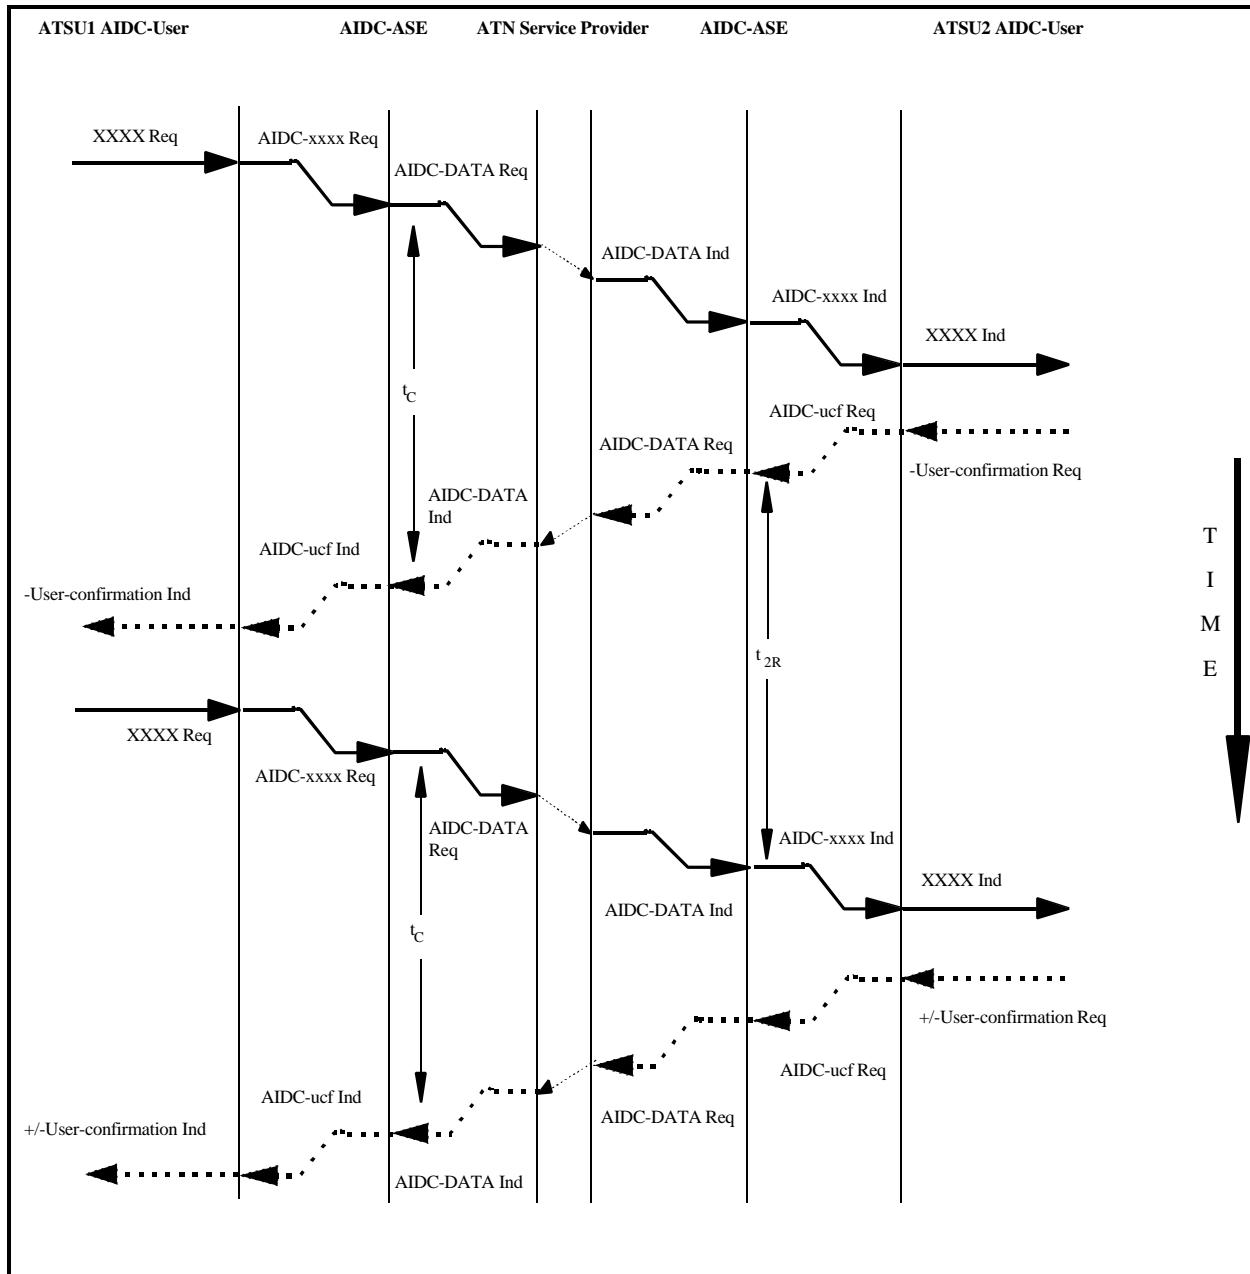 ATSU1 AIDC-User
AIDC-ASE
ATN Service Provider
AIDC-ASE
ATSU2 AIDC-User
XXXX Req
AIDC-xxxx Req
AIDC-DATA Req
AIDC-DATA Ind
AIDC-xxxx Ind
XXXX Ind
tC
AIDC-ucf Req
AIDC-DATA Req
-User-confirmation Req
AIDC-DATA
Ind
AIDC-ucf Ind
-User-confirmation Ind
T
I
M
E
t2R
XXXX Req
AIDC-xxxx Req
AIDC-DATA
Req
AIDC-xxxx Ind
XXXX Ind
AIDC-DATA Ind
tC
+/-User-confirmation Req
AIDC-ucf Req
AIDC-DATA Req
AIDC-ucf Ind
+/-User-confirmation Ind
AIDC-DATA Ind